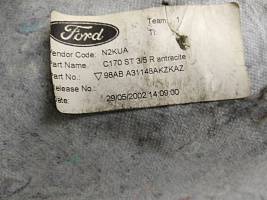 Ford
Team: 1
Vendor Code: N2KUA
Part Name: C170 ST 3/5 R antracite
Part No.: ▽98AB A31148AKZKAZ
Release No.:
Date: 29/05/2002 14:09:00